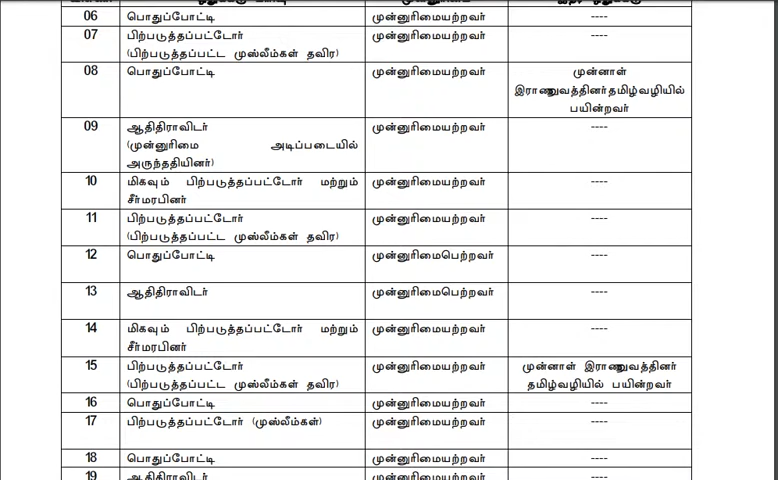 06 பொதுப்போட்டி முன்னுரிமையற்றவர் ----
07 பிற்படுத்தப்பட்டோர் முன்னுரிமையற்றவர் ----
(பிற்படுத்தப்பட்ட முஸ்லீம்கள் தவிர)
08 பொதுப்போட்டி முன்னுரிமையற்றவர் முன்னாள்
இராணுவத்தினர்தமிழ்வழியில்
பயின்றவர்
09 ஆதிதிராவிடர் முன்னுரிமையற்றவர் ----
(முன்னுரிமை அடிப்படையில்
அருந்ததியினர்)
10 மிகவும் பிற்படுத்தப்பட்டோர் மற்றும் முன்னுரிமையற்றவர் ----
சீர்மரபினர்
11 பிற்படுத்தப்பட்டோர் முன்னுரிமையற்றவர் ----
(பிற்படுத்தப்பட்ட முஸ்லீம்கள் தவிர)
12 பொதுப்போட்டி முன்னுரிமைபெற்றவர் ----
13 ஆதிதிராவிடர் முன்னுரிமைபெற்றவர் ----
14 மிகவும் பிற்படுத்தப்பட்டோர் மற்றும் முன்னுரிமையற்றவர் ----
சீர்மரபினர்
15 பிற்படுத்தப்பட்டோர் முன்னுரிமையற்றவர் முன்னாள் இராணுவத்தினர்
(பிற்படுத்தப்பட்ட முஸ்லீம்கள் தவிர) தமிழ்வழியில் பயின்றவர்
16 பொதுப்போட்டி முன்னுரிமையற்றவர் ----
17 பிற்படுத்தப்பட்டோர் (முஸ்லீம்கள்) முன்னுரிமையற்றவர் ----
18 பொதுப்போட்டி முன்னுரிமையற்றவர் ----
19 ஆதிதிராவிடர் முன்னுரிமையற்றவர் ----